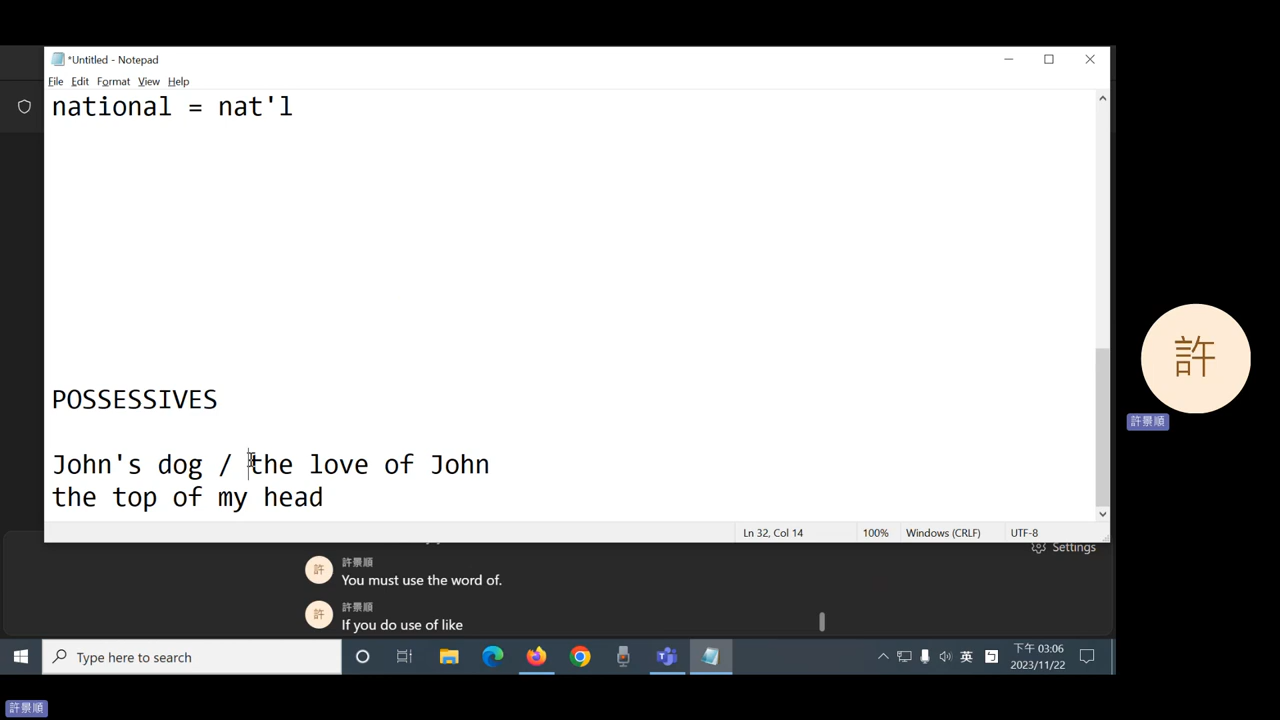 *Untitled - Notepad
File Edit Format View Help
national = nat'l
POSSESSIVES
John's dog / the love of John
the top of my head
Ln 32, Col 14
100%
Windows (CRLF)
UTF-8
Settings
許
許景順
You must use the word of.
許
許景順
If you do use of like
許
許景順
Type here to search
英
下午 03:06
2023/11/22
許景順